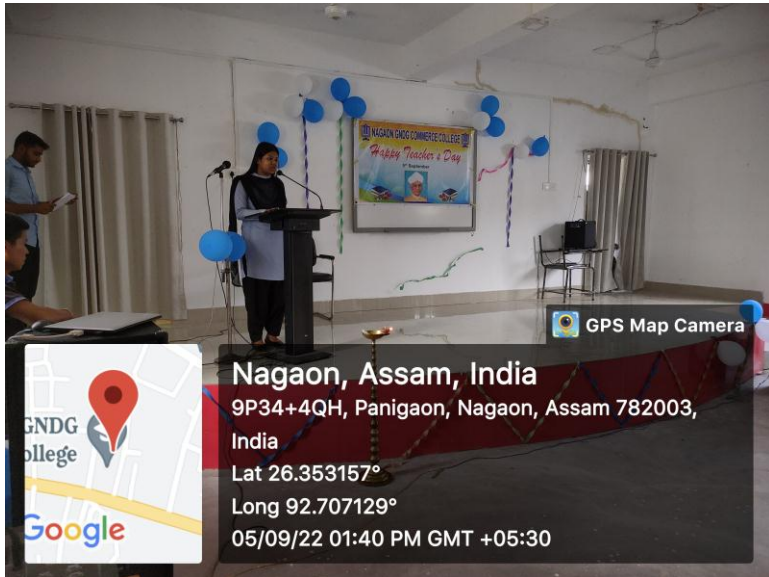 NAGAON GNDG COMMERCE COLLEGE
Happy Teacher's Day
5th September
GPS Map Camera
GNDG
ollege
Google
Nagaon, Assam, India
9P34+4QH, Panigaon, Nagaon, Assam 782003,
India
Lat 26.353157°
Long 92.707129°
05/09/22 01:40 PM GMT +05:30